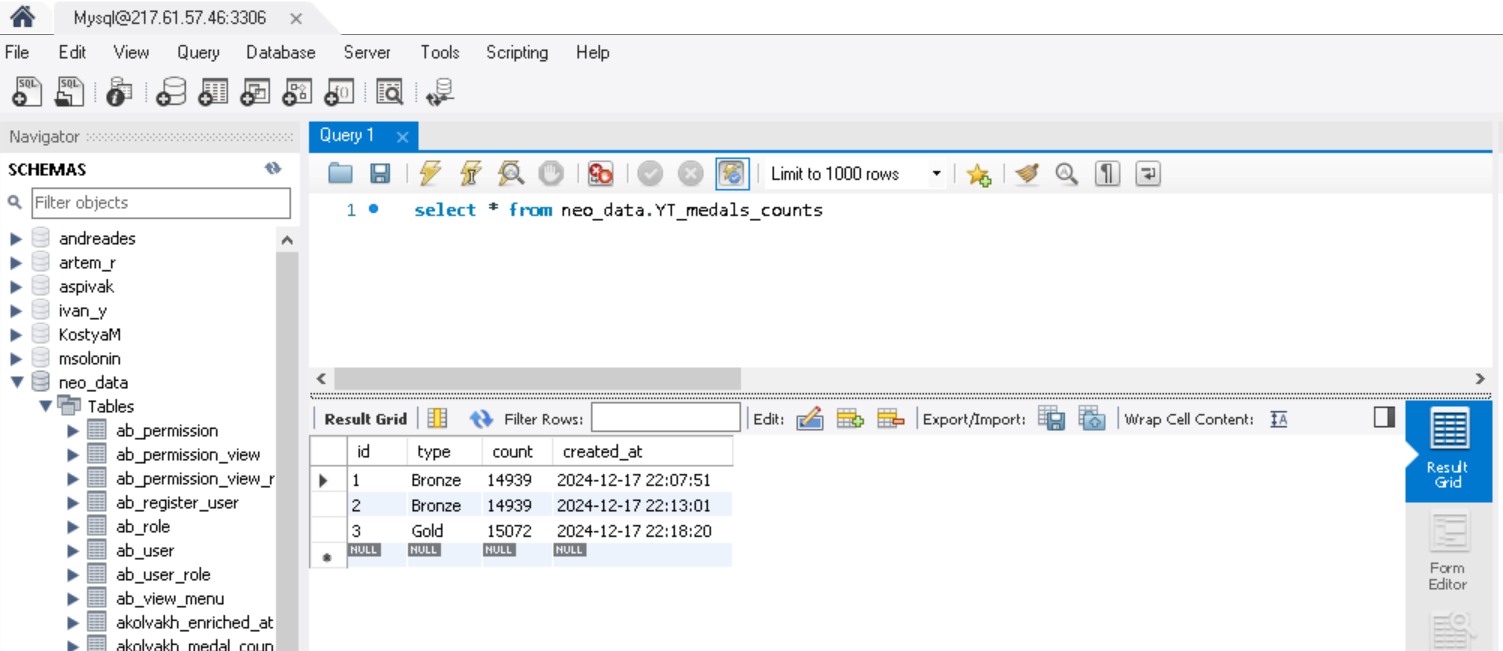 Mysql@217.61.57.46:3306
File Edit View Query Database Server Tools Scripting Help
SQL SQL
Navigator
Query 1
SCHEMAS
Limit to 1000 rows
Filter objects
1 select * from neo_data.YT_medals_counts
andreades
artem_r
aspivak
ivan_y
KostyaM
msolonin
neo_data
Tables
ab_permission
ab_permission_view
ab_permission_view_r
ab_register_user
ab_role
ab_user
ab_user_role
ab_view_menu
akolvakh_enriched_at
akolvakh_medal_coun
Result Grid Filter Rows: Edit: Export/Import: Wrap Cell Content:
id type count created_at
1 Bronze 14939 2024-12-17 22:07:51
2 Bronze 14939 2024-12-17 22:13:01
3 Gold 15072 2024-12-17 22:18:20
NULL NULL NULL NULL
Result
Grid
Form
Editor